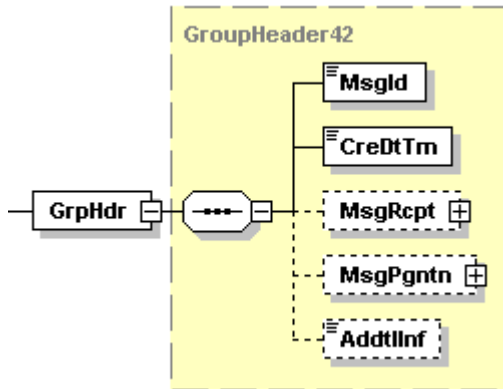 GroupHeader42
MsgId
CreDtTm
GrpHdr
MsgRcpt
MsgPgntn
AddtlInf